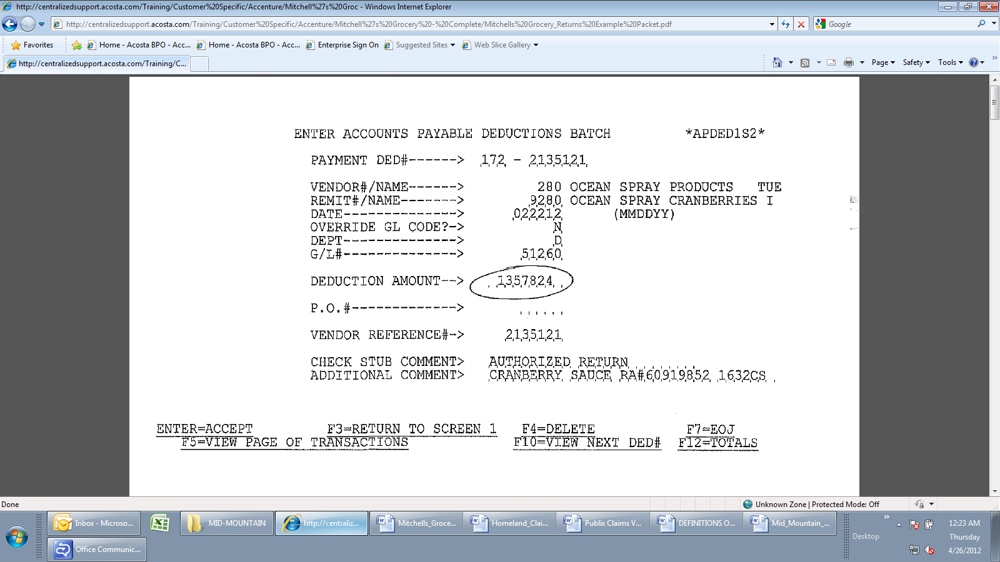 http://centralizedsupport.acosta.com/Training/Customer%20Specific/Accenture/Mitchell%27s%20Groc - Windows Internet Explorer
http://centralizedsupport.acosta.com/Training/Customer%20Specific/Accenture/Mitchell%27s%20Grocery%20-%20Complete/Mitchells%20Grocery_Returns%20Example%20Packet.pdf
Google
Favorites
Home - Acosta BPO - Acc...
Home - Acosta BPO - Acc...
Enterprise Sign On
Suggested Sites
Web Slice Gallery
http://centralizedsupport.acosta.com/Training/C...
Page
Safety
Tools
ENTER ACCOUNTS PAYABLE DEDUCTIONS BATCH *APDED1S2*
PAYMENT DED#------> 172 - 2135121
VENDOR#/NAME------> 280 OCEAN SPRAY PRODUCTS TUE
REMIT#/NAME-------> 9280 OCEAN SPRAY CRANBERRIES I
DATE--------------> 022212 (MMDDYY)
OVERRIDE GL CODE?-> N
DEPT--------------> D
G/L#--------------> 51260
DEDUCTION AMOUNT--> 1357824
P.O.#------------->
VENDOR REFERENCE#-> 2135121
CHECK STUB COMMENT> AUTHORIZED RETURN
ADDITIONAL COMMENT> CRANBERRY SAUCE RA#60919852 1632CS
ENTER=ACCEPT F3=RETURN TO SCREEN 1 F4=DELETE F7=EOJ
F5=VIEW PAGE OF TRANSACTIONS F10=VIEW NEXT DED# F12=TOTALS
Done
Unknown Zone | Protected Mode: Off
Inbox - Microso...
MID-MOUNTAIN
http://centraliz...
Mitchells_Groce...
Homeland_Clai...
Publix Claims V...
DEFINITIONS O...
Mid_Mountain_...
Office Communic...
Desktop
12:23 AM
Thursday
4/26/2012